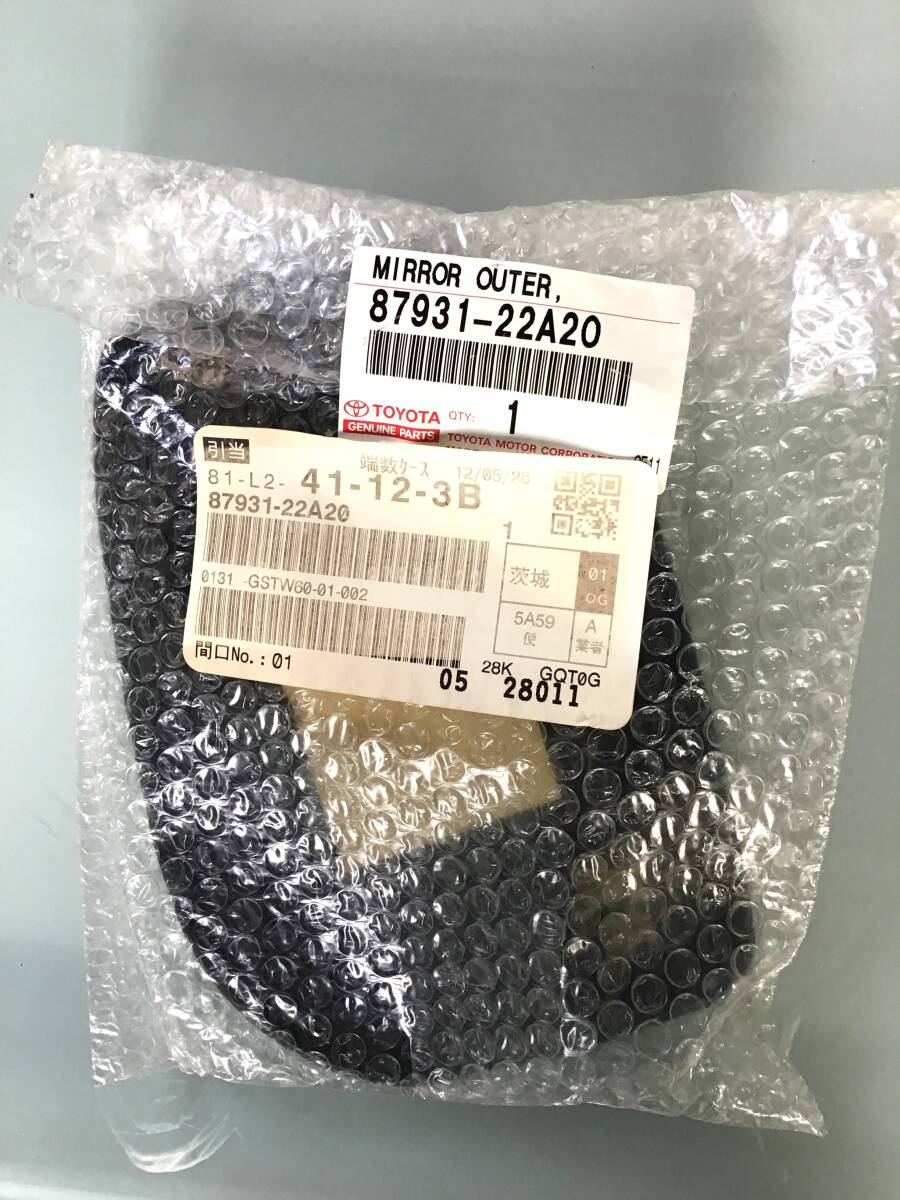 MIRROR OUTER,
87931-22A20
TOYOTA
GENUINE PARTS
QTY: 1
TOYOTA MOTOR CORPORATION
0511
引当
端数ケース 12/05/26
81-L2- 41-12-3B
87931-22A20
1
茨城 01
OG
0131 -GSTW60-01-002
5A59 A
便 業者
間口No.: 01
05 28K GQT0G
28011